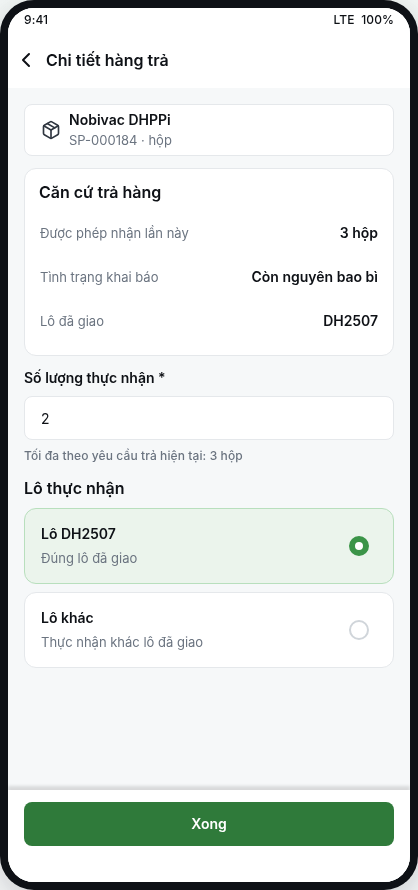 9:41 LTE 100%
Chi tiết hàng trả
Nobivac DHPPi
SP-000184 · hộp
Căn cứ trả hàng
Được phép nhận lần này 3 hộp
Tình trạng khai báo Còn nguyên bao bì
Lô đã giao DH2507
Số lượng thực nhận *
2
Tối đa theo yêu cầu trả hiện tại: 3 hộp
Lô thực nhận
Lô DH2507
Đúng lô đã giao
Lô khác
Thực nhận khác lô đã giao
Xong